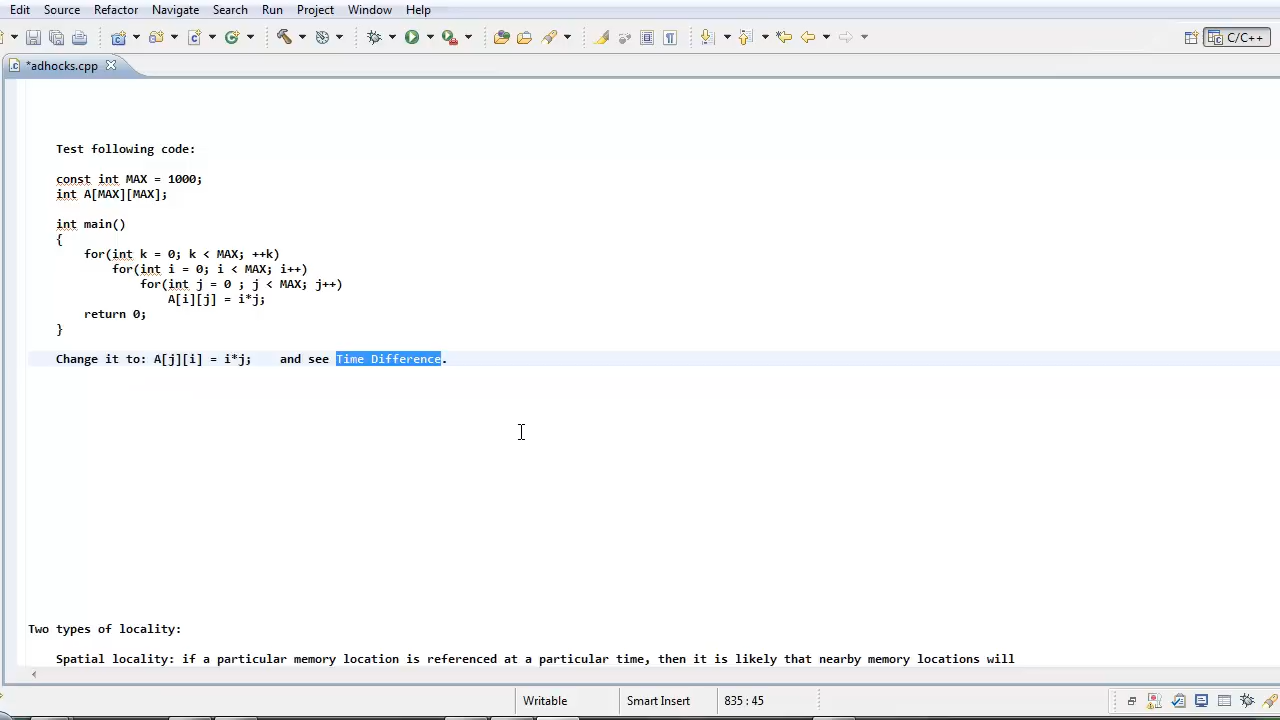 Edit Source Refactor Navigate Search Run Project Window Help
C/C++
*adhocks.cpp
Test following code:
const int MAX = 1000;
int A[MAX][MAX];
int main()
{
for(int k = 0; k < MAX; ++k)
for(int i = 0; i < MAX; i++)
for(int j = 0 ; j < MAX; j++)
A[i][j] = i*j;
return 0;
}
Change it to: A[j][i] = i*j; and see Time Difference.
Two types of locality:
Spatial locality: if a particular memory location is referenced at a particular time, then it is likely that nearby memory locations will
Writable Smart Insert 835 : 45